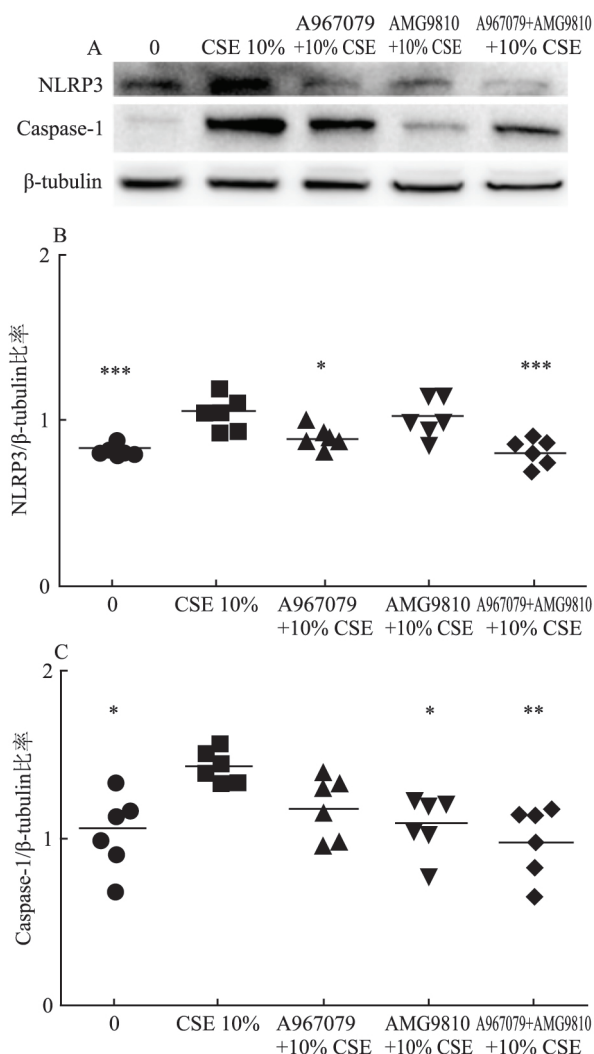 A 0 CSE 10% A967079 +10% CSE AMG9810 +10% CSE A967079+AMG9810 +10% CSE
NLRP3
Caspase-1
β-tubulin
B
2
*** * ***
1
0
NLRP3/β-tubulin比率
0 CSE 10% A967079 +10% CSE AMG9810 +10% CSE A967079+AMG9810 +10% CSE
C
2
* * **
1
0
Caspase-1/β-tubulin比率
0 CSE 10% A967079 +10% CSE AMG9810 +10% CSE A967079+AMG9810 +10% CSE